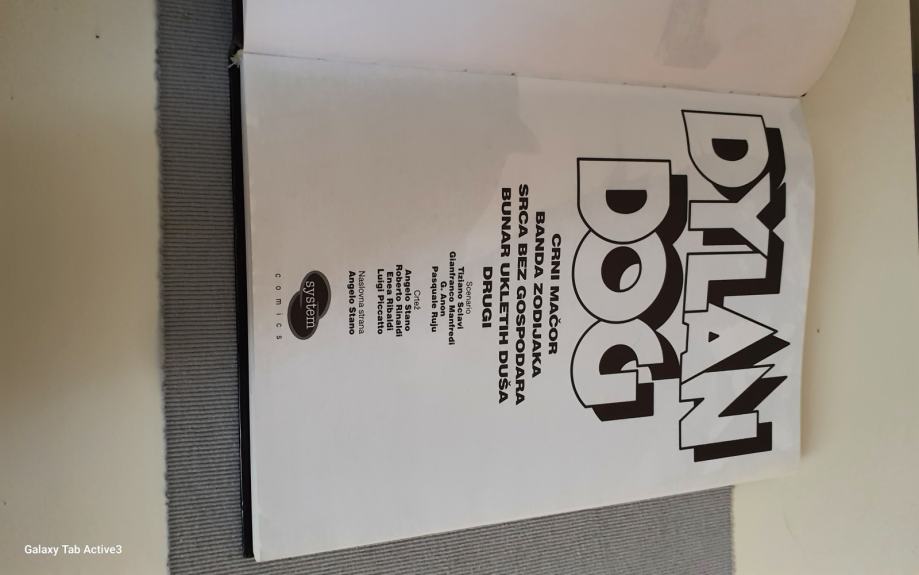 DYLAN
DOG
CRNI MAČOR
BANDA ZODIJAKA
SRCA BEZ GOSPODARA
BUNAR UKLETIH DUŠA
DRUGI
Scenario
Tiziano Sclavi
Gianfranco Manfredi
G. Anon
Pasquale Ruju
Crtež
Angelo Stano
Roberto Rinaldi
Enea Ribaldi
Luigi Piccatto
Naslovna strana
Angelo Stano
system
comics
Galaxy Tab Active3